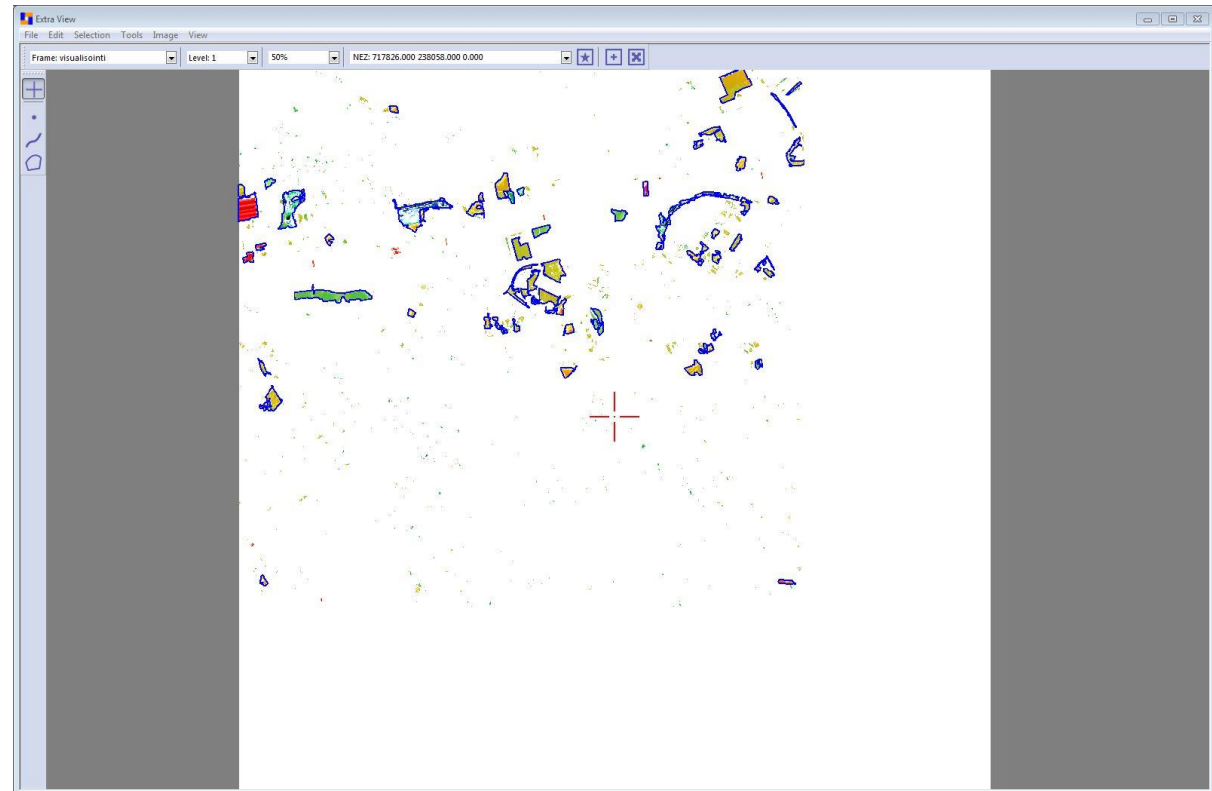 Extra View
File Edit Selection Tools Image View
Frame: visualisointi Level: 1 50% NEZ: 717826.000 238058.000 0.000